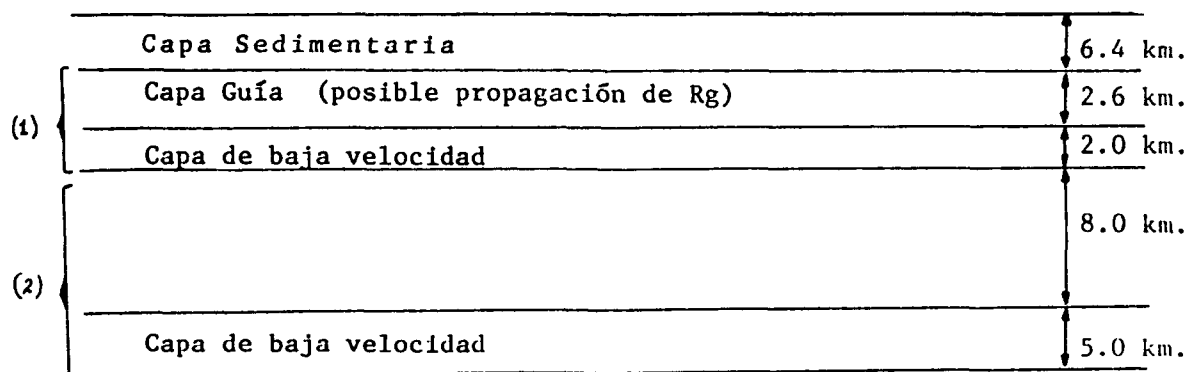 Capa Sedimentaria
6.4 km.
Capa Guía (posible propagación de Rg)
2.6 km.
(1)
Capa de baja velocidad
2.0 km.
8.0 km.
(2)
Capa de baja velocidad
5.0 km.